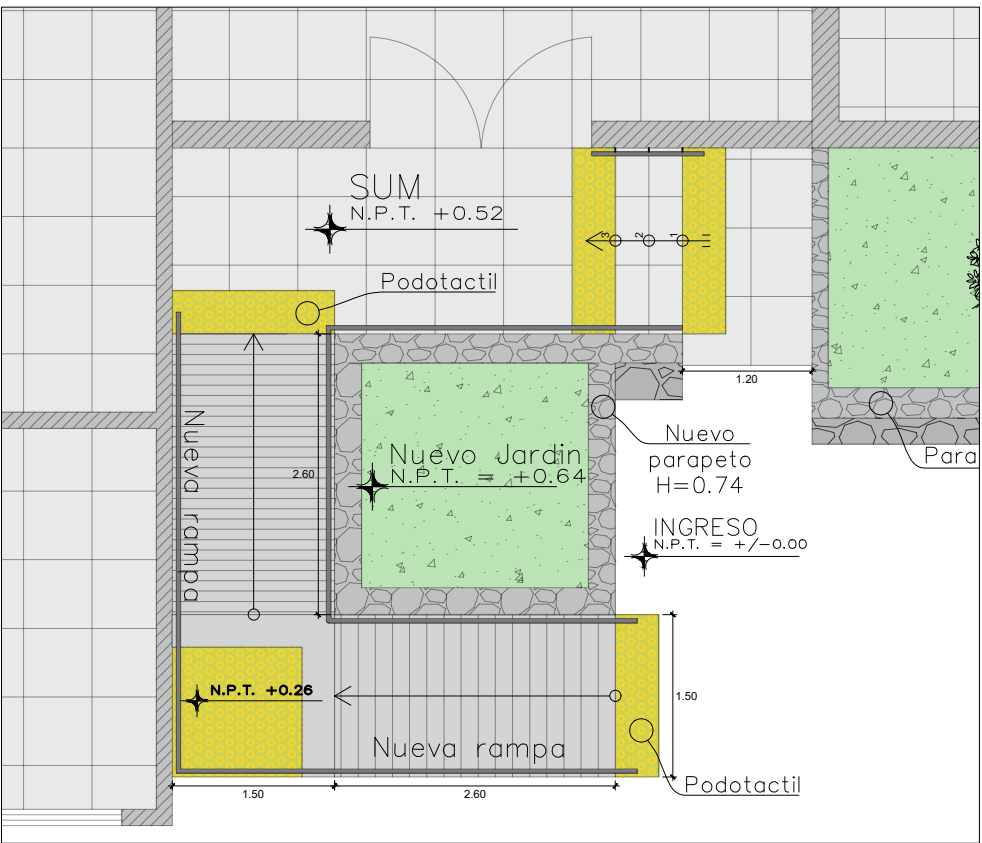 SUM
N.P.T. +0.52
3
2
1
Podotactil
1.20
Nueva rampa
2.60
Nuevo Jardin
N.P.T. = +0.64
Nuevo
parapeto
H=0.74
Para
INGRESO
N.P.T. = +/-0.00
N.P.T. +0.26
1.50
Nueva rampa
Podotactil
1.50
2.60